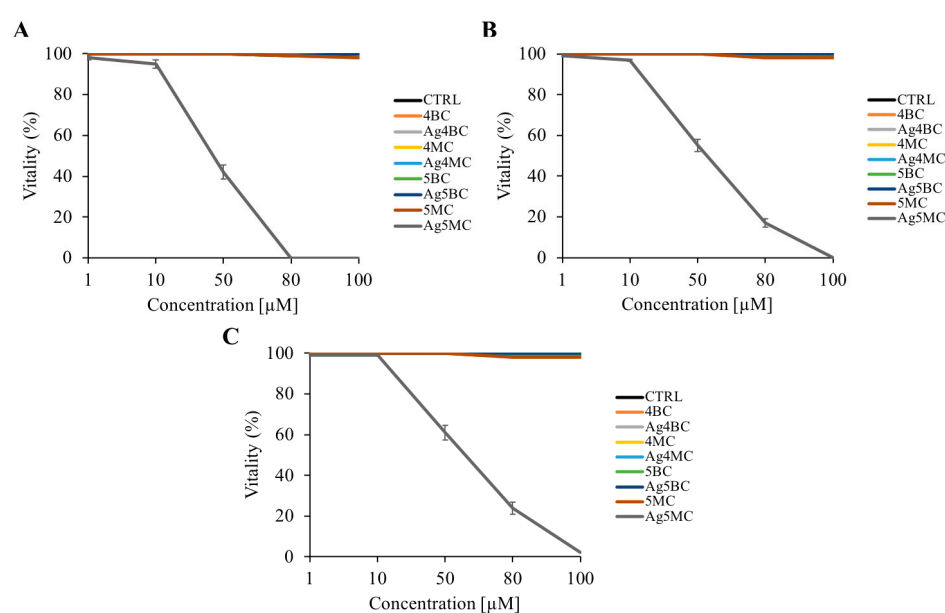 A
Vitality (%)
100
80
60
40
20
0
1 10 50 80 100
Concentration [µM]
CTRL
4BC
Ag4BC
4MC
Ag4MC
5BC
Ag5BC
5MC
Ag5MC
B
Vitality (%)
100
80
60
40
20
0
1 10 50 80 100
Concentration [µM]
CTRL
4BC
Ag4BC
4MC
Ag4MC
5BC
Ag5BC
5MC
Ag5MC
C
Vitality (%)
100
80
60
40
20
0
1 10 50 80 100
Concentration [µM]
CTRL
4BC
Ag4BC
4MC
Ag4MC
5BC
Ag5BC
5MC
Ag5MC